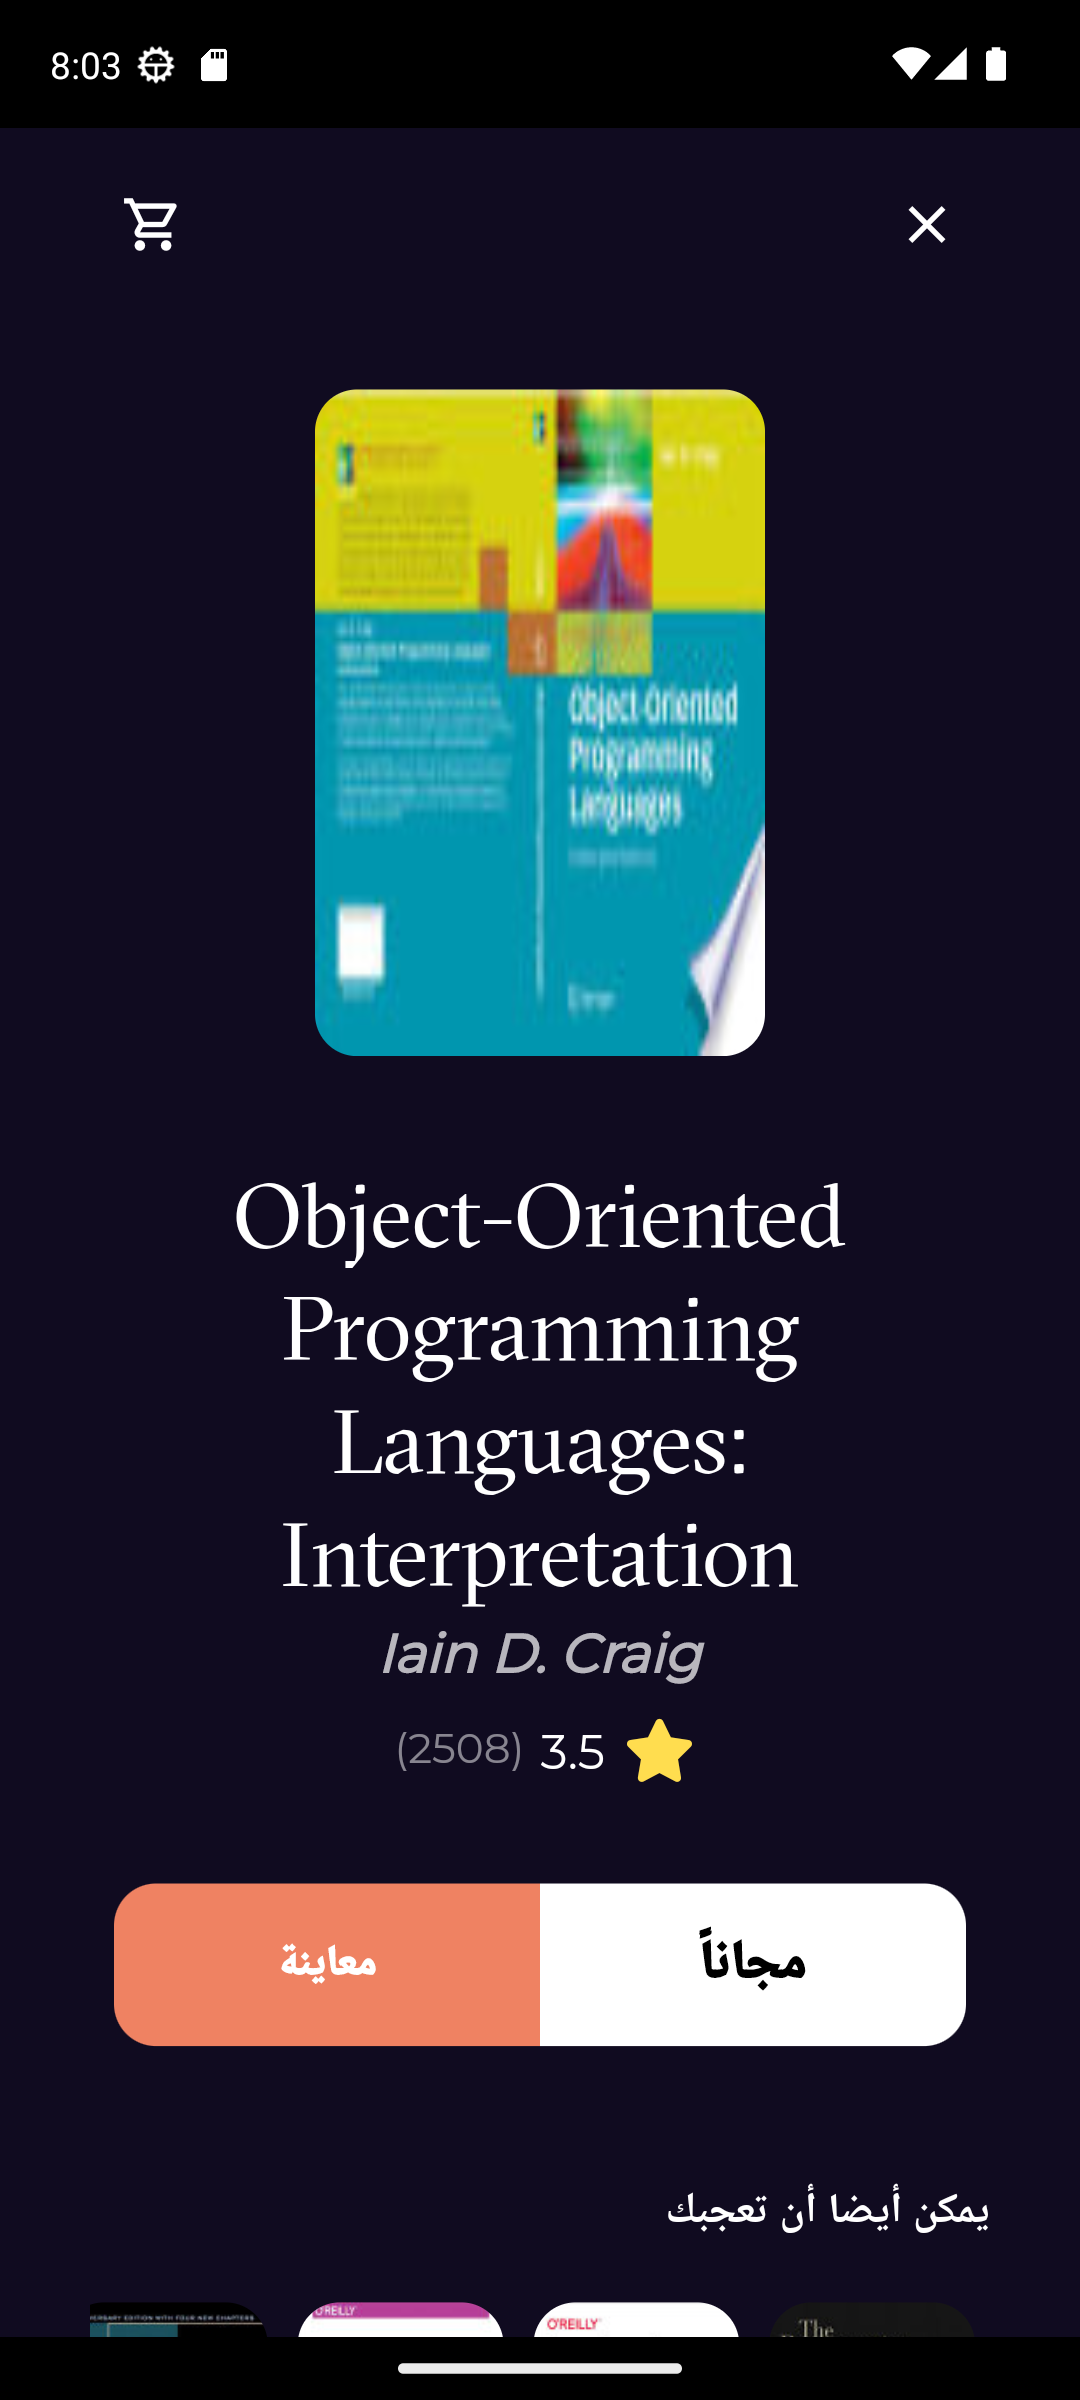 8:03
Object-Oriented
Programming
Languages
Object-Oriented
Programming
Languages:
Interpretation
Iain D. Craig
(2508) 3.5
مجاناً
معاينة
يمكن أيضا أن تعجبك
O'REILLY
O'REILLY
The